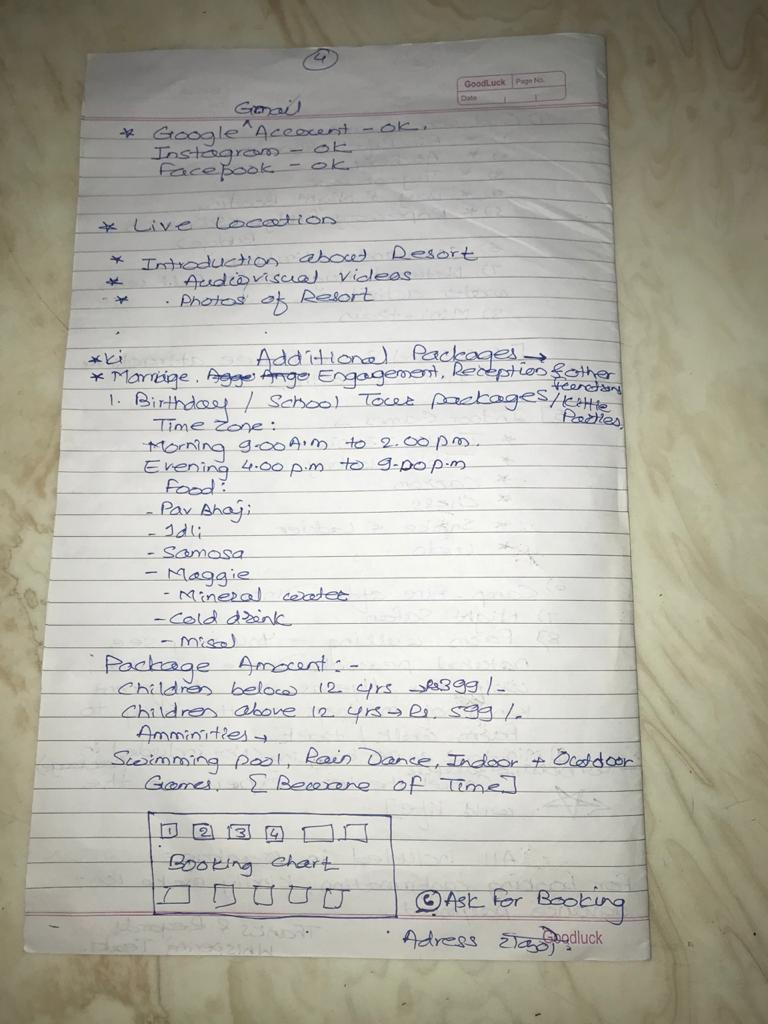 4
GoodLuck Page No.
Date
Gmail
* Google ^ Account - ok.
Instagram - ok
Facebook - ok
* Live Location
* Introduction about Resort
* Audiovisual videos
* . Photos of Resort
* Ki Additional Packages →
* Marriage, Engagement, Reception & other
functions
1. Birthday / School Tour packages / Kittie
Parties.
Time Zone:
Morning 9.00 A.m to 2.00 p.m.
Evening 4.00 p.m to 9.00 p.m
Food:
- Pav Bhaji
- Idli
- Samosa
- Maggie
- Mineral water
- Cold drink
- Misal
Package Amount :-
Children below 12 yrs → Rs 399/-
Children above 12 yrs → Rs. 599/-
Amminities →
Swimming pool, Rain Dance, Indoor + Outdoor
Games. [Beware of Time]
1 2 3 4
Booking Chart
6 Ask For Booking
Adress
Goodluck